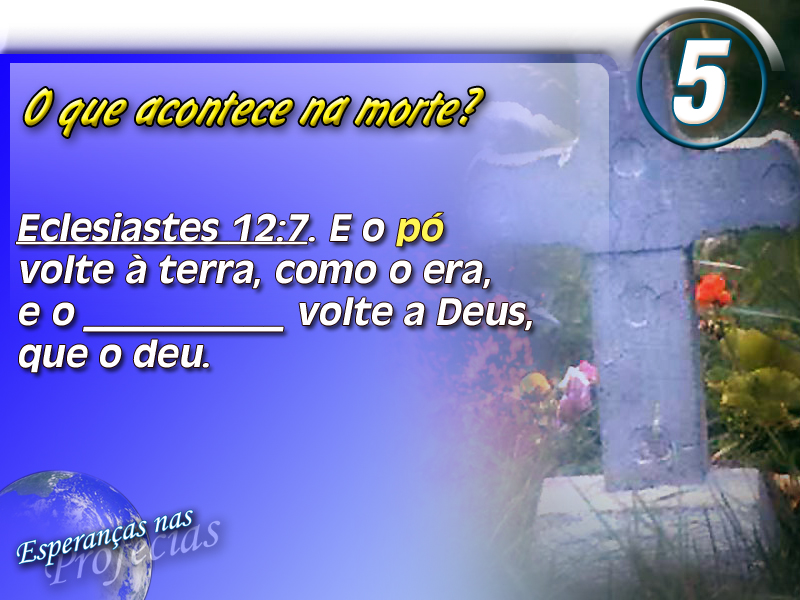 5
O que acontece na morte?
Eclesiastes 12:7. E o pó
volte à terra, como o era,
e o ____________ volte a Deus,
que o deu.
Esperanças nas
Profecias